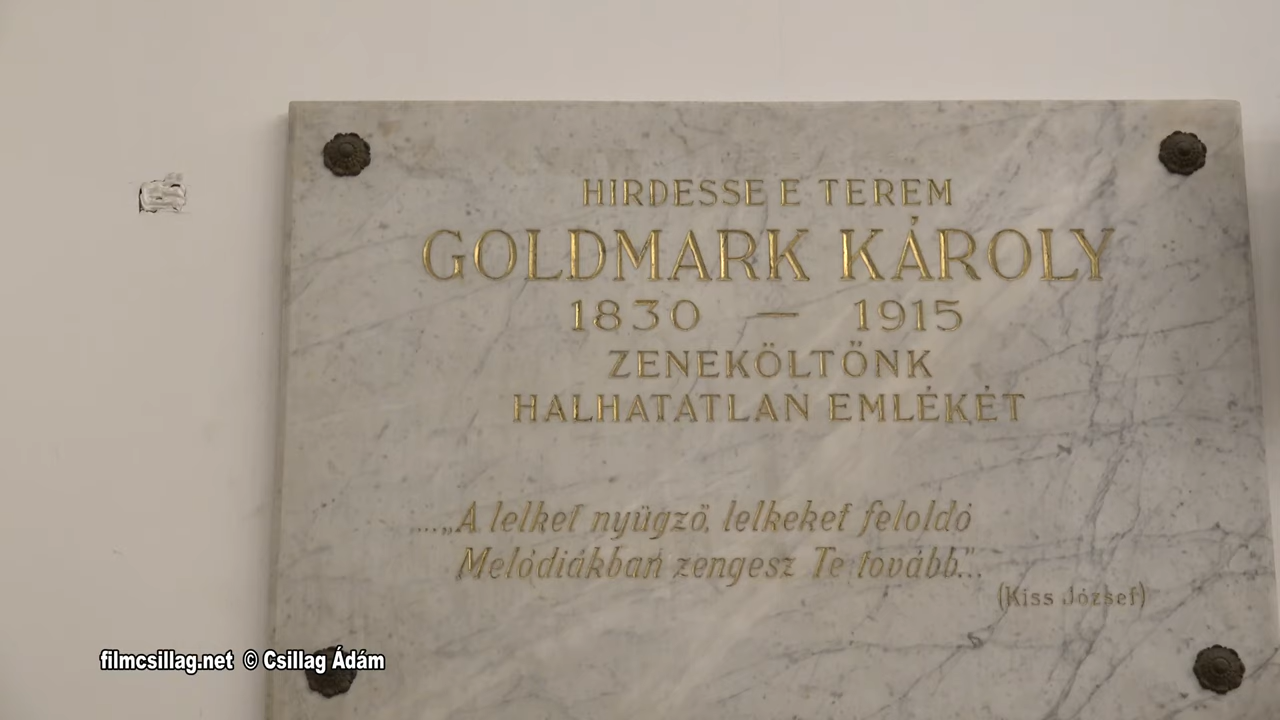 HIRDESSE E TEREM
GOLDMARK KÁROLY
1830 — 1915
ZENEKÖLTŐNK
HALHATATLAN EMLÉKÉT
...„A lelket nyügző, lelkeket feloldó
Melódiákban zengesz Te tovább"...
(Kiss József)
filmcsillag.net © Csillag Ádám